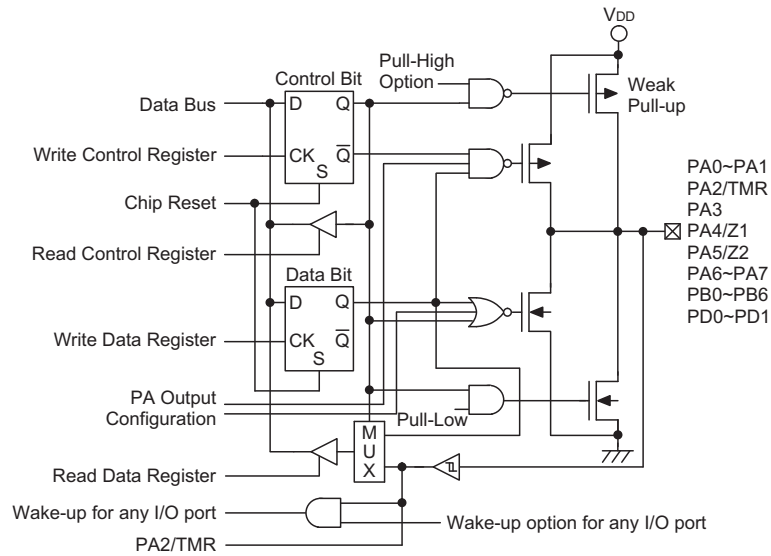 VDD
Pull-High
Option
Control Bit
Weak
Pull-up
Data Bus
D
Q
Write Control Register
CK
Q
S
Chip Reset
Read Control Register
Data Bit
D
Q
Write Data Register
CK
Q
S
PA0~PA1
PA2/TMR
PA3
PA4/Z1
PA5/Z2
PA6~PA7
PB0~PB6
PD0~PD1
PA Output
Configuration
Pull-Low
M
U
X
Read Data Register
Wake-up for any I/O port
Wake-up option for any I/O port
PA2/TMR